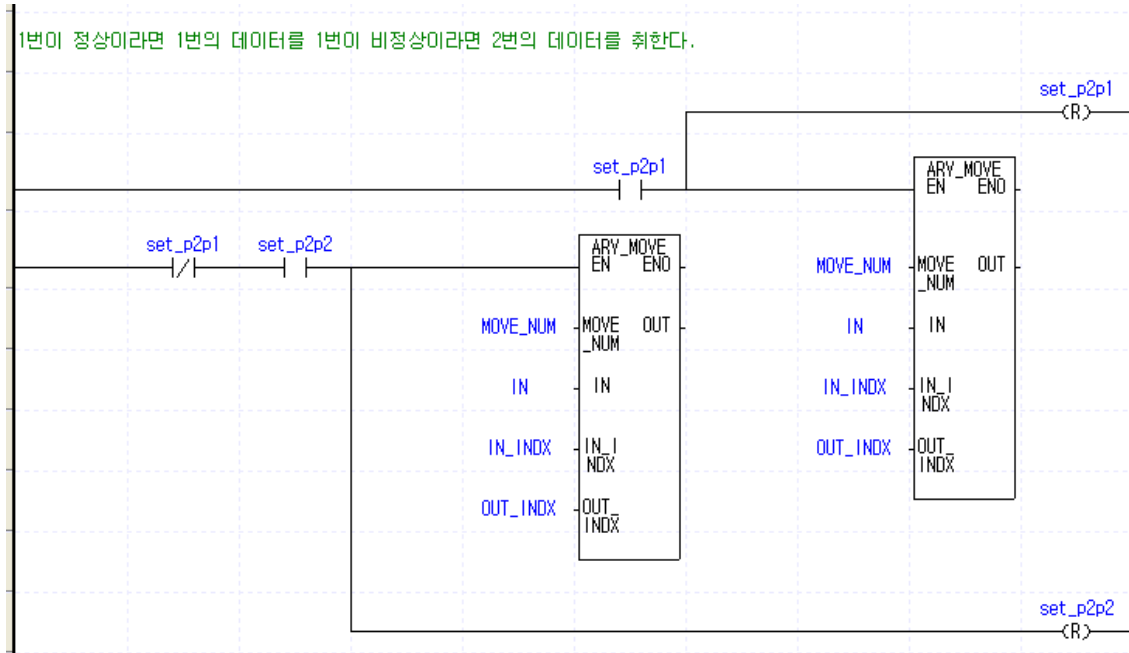 1번이 정상이라면 1번의 데이터를 1번이 비정상이라면 2번의 데이터를 취한다.
set_p2p1
(R)
set_p2p1
ARY_MOVE
EN ENO
set_p2p1 set_p2p2
ARY_MOVE
EN ENO
MOVE_NUM MOVE OUT
_NUM
MOVE_NUM MOVE OUT
_NUM
IN IN
IN IN
IN_INDX IN_I
NDX
IN_INDX IN_I
NDX
OUT_INDX OUT_
INDX
OUT_INDX OUT_
INDX
set_p2p2
(R)